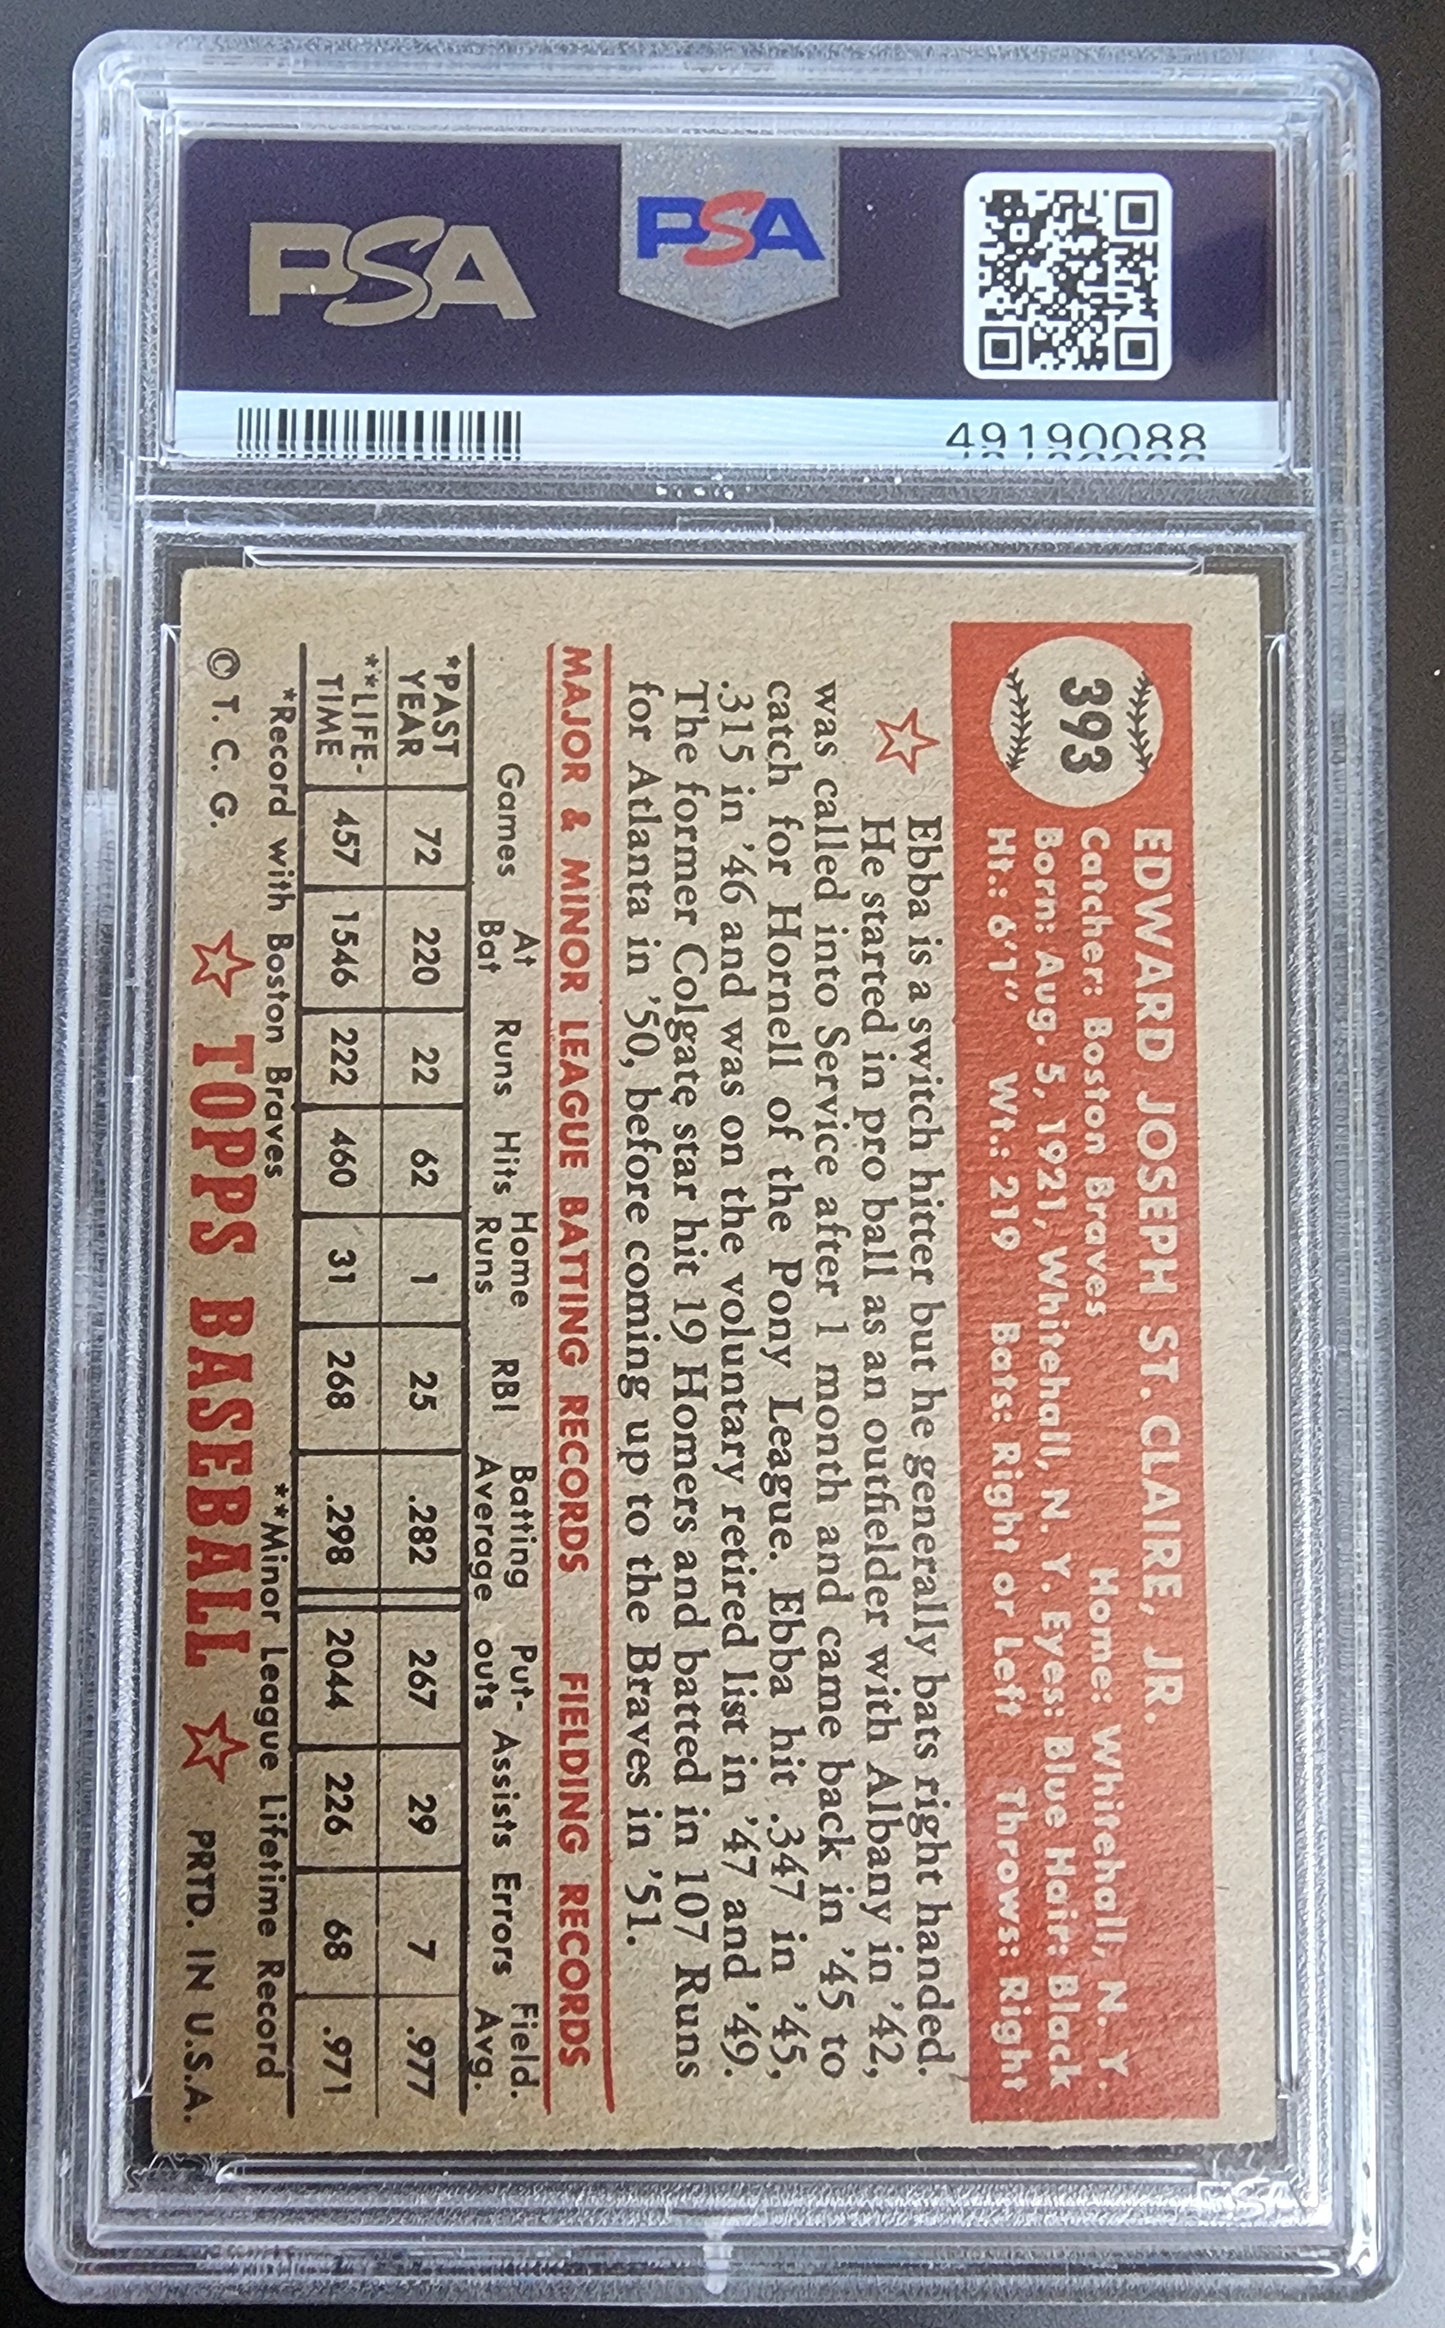 PSA
PSA
49190088
393
EDWARD JOSEPH ST. CLAIRE, JR.
Catcher: Boston Braves Home: Whitehall, N. Y.
Born: Aug. 5, 1921, Whitehall, N. Y. Eyes: Blue Hair: Black
Ht.: 6'1" Wt.: 219 Bats: Right or Left Throws: Right
Ebba is a switch hitter but he generally bats right handed.
He started in pro ball as an outfielder with Albany in '42,
was called into Service after 1 month and came back in '45 to
catch for Hornell of the Pony League. Ebba hit .347 in '45,
.315 in '46 and was on the voluntary retired list in '47 and '49.
The former Colgate star hit 19 Homers and batted in 107 Runs
for Atlanta in '50, before coming up to the Braves in '51.
MAJOR & MINOR LEAGUE BATTING RECORDS FIELDING RECORDS
Games At Bat Runs Hits Home Runs RBI Batting Average Put-outs Assists Errors Field. Avg.
*PAST YEAR 72 220 22 62 1 25 .282 267 29 7 .977
**LIFE-TIME 457 1546 222 460 31 268 .298 2044 226 68 .971
*Record with Boston Braves **Minor League Lifetime Record
© T. C. G. TOPPS BASEBALL PRTD. IN U.S.A.